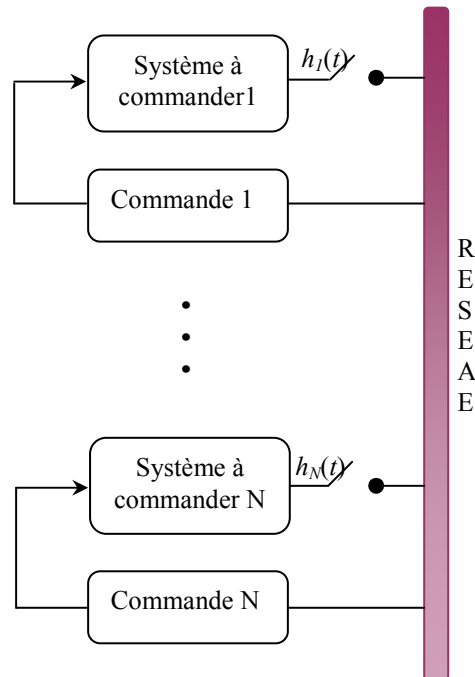 Système à
commander1
h1(t)
Commande 1
Système à
commander N
hN(t)
Commande N
R
E
S
E
A
E